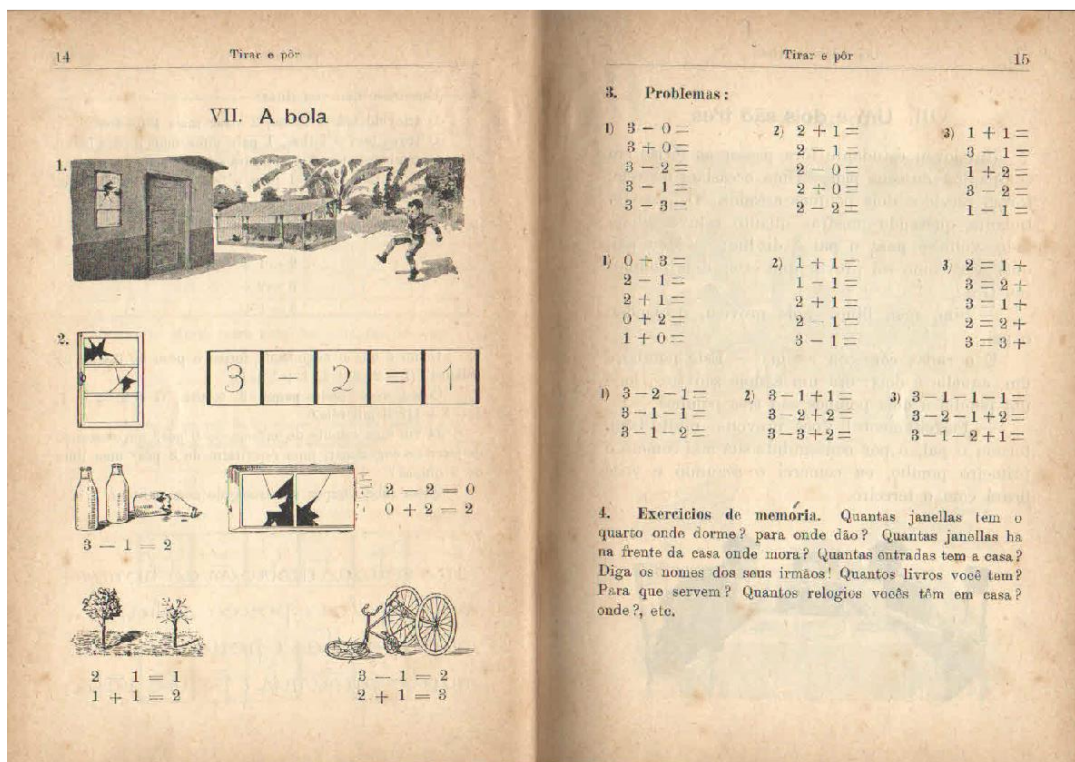 14
Tirar e pôr
VII. A bola
1.
2.
3 − 2 = 1
3 − 1 = 2
2 − 2 = 0
0 + 2 = 2
2 1 = 1
1 + 1 = 2
3 − 1 = 2
2 + 1 = 3
Tirar e pôr
15
3. Problemas:
1) 3 − 0 =
3 + 0 =
3 − 2 =
3 − 1 =
3 − 3 =
2) 2 + 1 =
2 − 1 =
2 − 0 =
2 + 0 =
2 − 2 =
3) 1 + 1 =
3 − 1 =
1 + 2 =
3 − 2 =
1 − 1 =
1) 0 + 3 =
2 − 1 =
2 + 1 =
0 + 2 =
1 + 0 =
2) 1 + 1 =
1 − 1 =
2 + 1 =
2 − 1 =
3 − 1 =
3) 2 = 1 +
3 = 2 +
3 = 1 +
2 = 2 +
3 = 3 +
1) 3 − 2 − 1 =
3 − 1 − 1 =
3 − 1 − 2 =
2) 3 − 1 + 1 =
3 − 2 + 2 =
3 − 3 + 2 =
3) 3 − 1 − 1 − 1 =
3 − 2 − 1 + 2 =
3 − 1 − 2 + 1 =
4. Exercicios de memória. Quantas janellas tem o
quarto onde dorme? para onde dão? Quantas janellas ha
na frente da casa onde mora? Quantas entradas tem a casa?
Diga os nomes dos seus irmãos! Quantos livros você tem?
Para que servem? Quantos relogios vocês têm em casa?
onde?, etc.